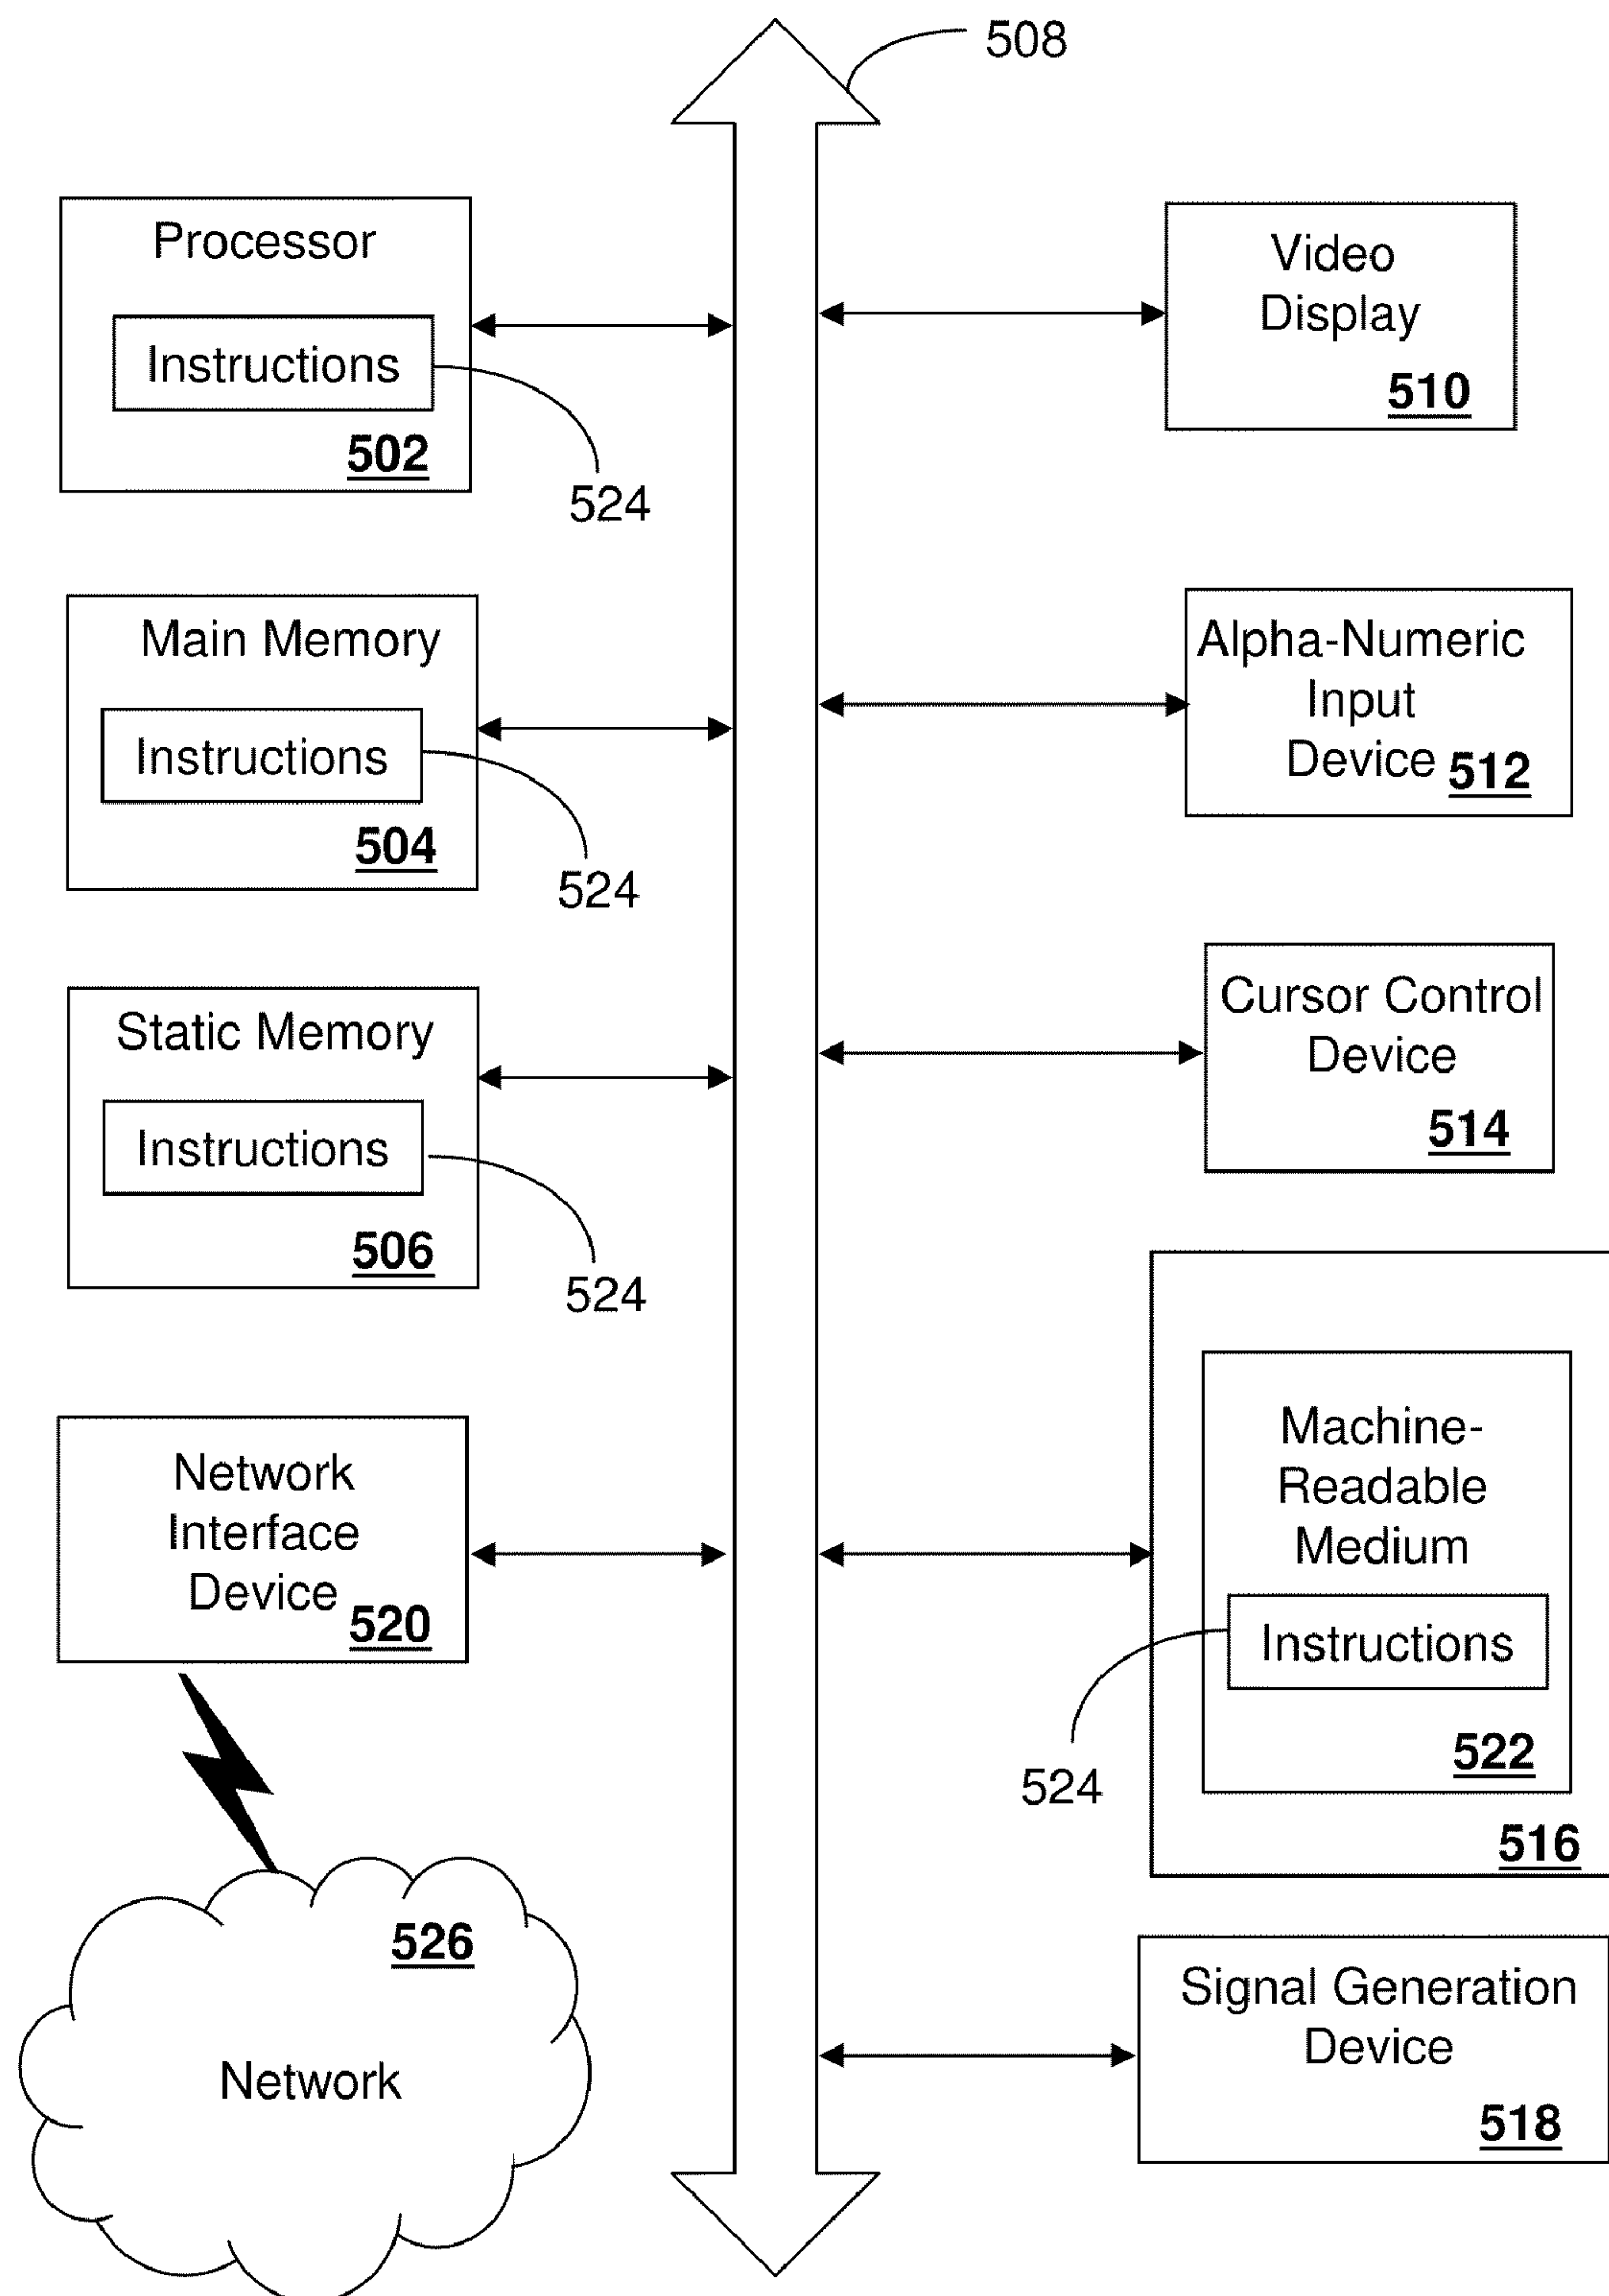 508
Processor
Instructions
502
524
Video
Display
510
Main Memory
Instructions
504
524
Alpha-Numeric
Input
Device 512
Static Memory
Instructions
506
524
Cursor Control
Device
514
Network
Interface
Device 520
Machine-
Readable
Medium
Instructions
522
524
516
526
Network
Signal Generation
Device
518